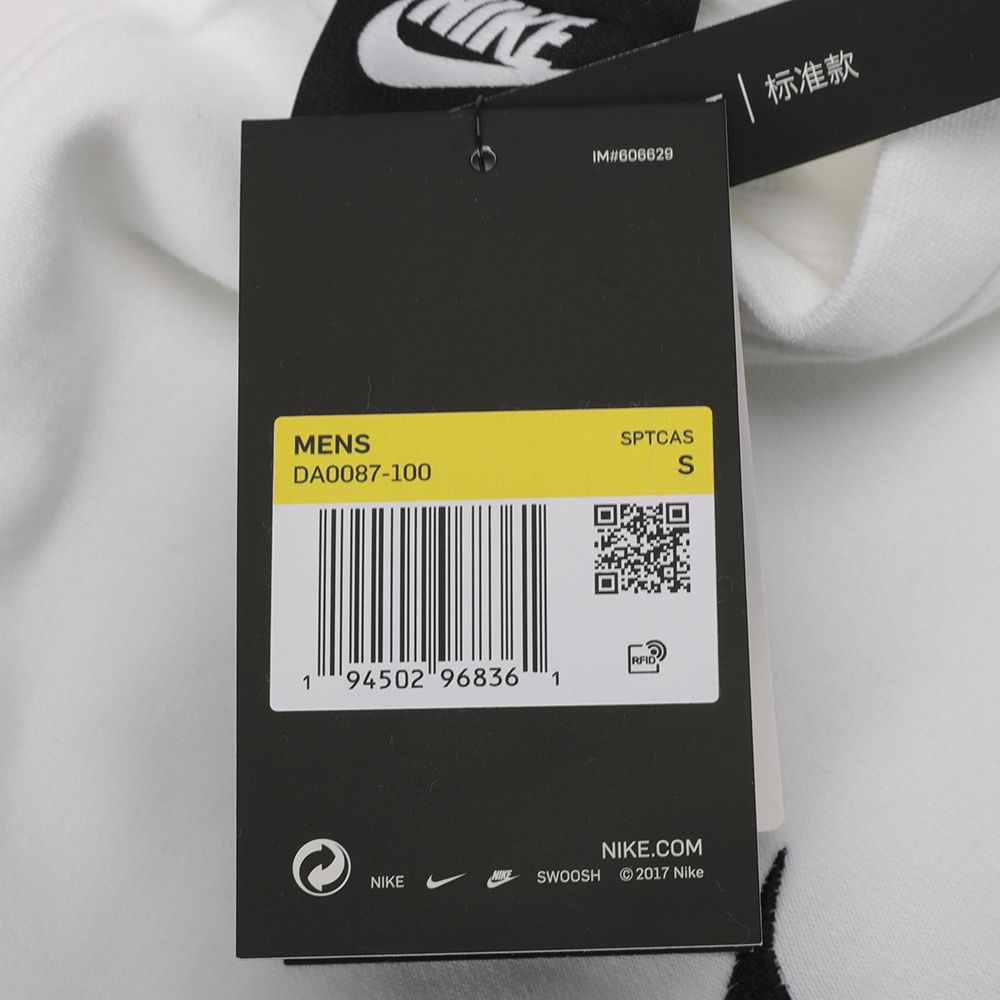 NIKE
标准款
IM#606629
MENS
SPTCAS
DA0087-100
S
RFID
1 94502 96836 1
NIKE.COM
NIKE NIKE SWOOSH © 2017 Nike